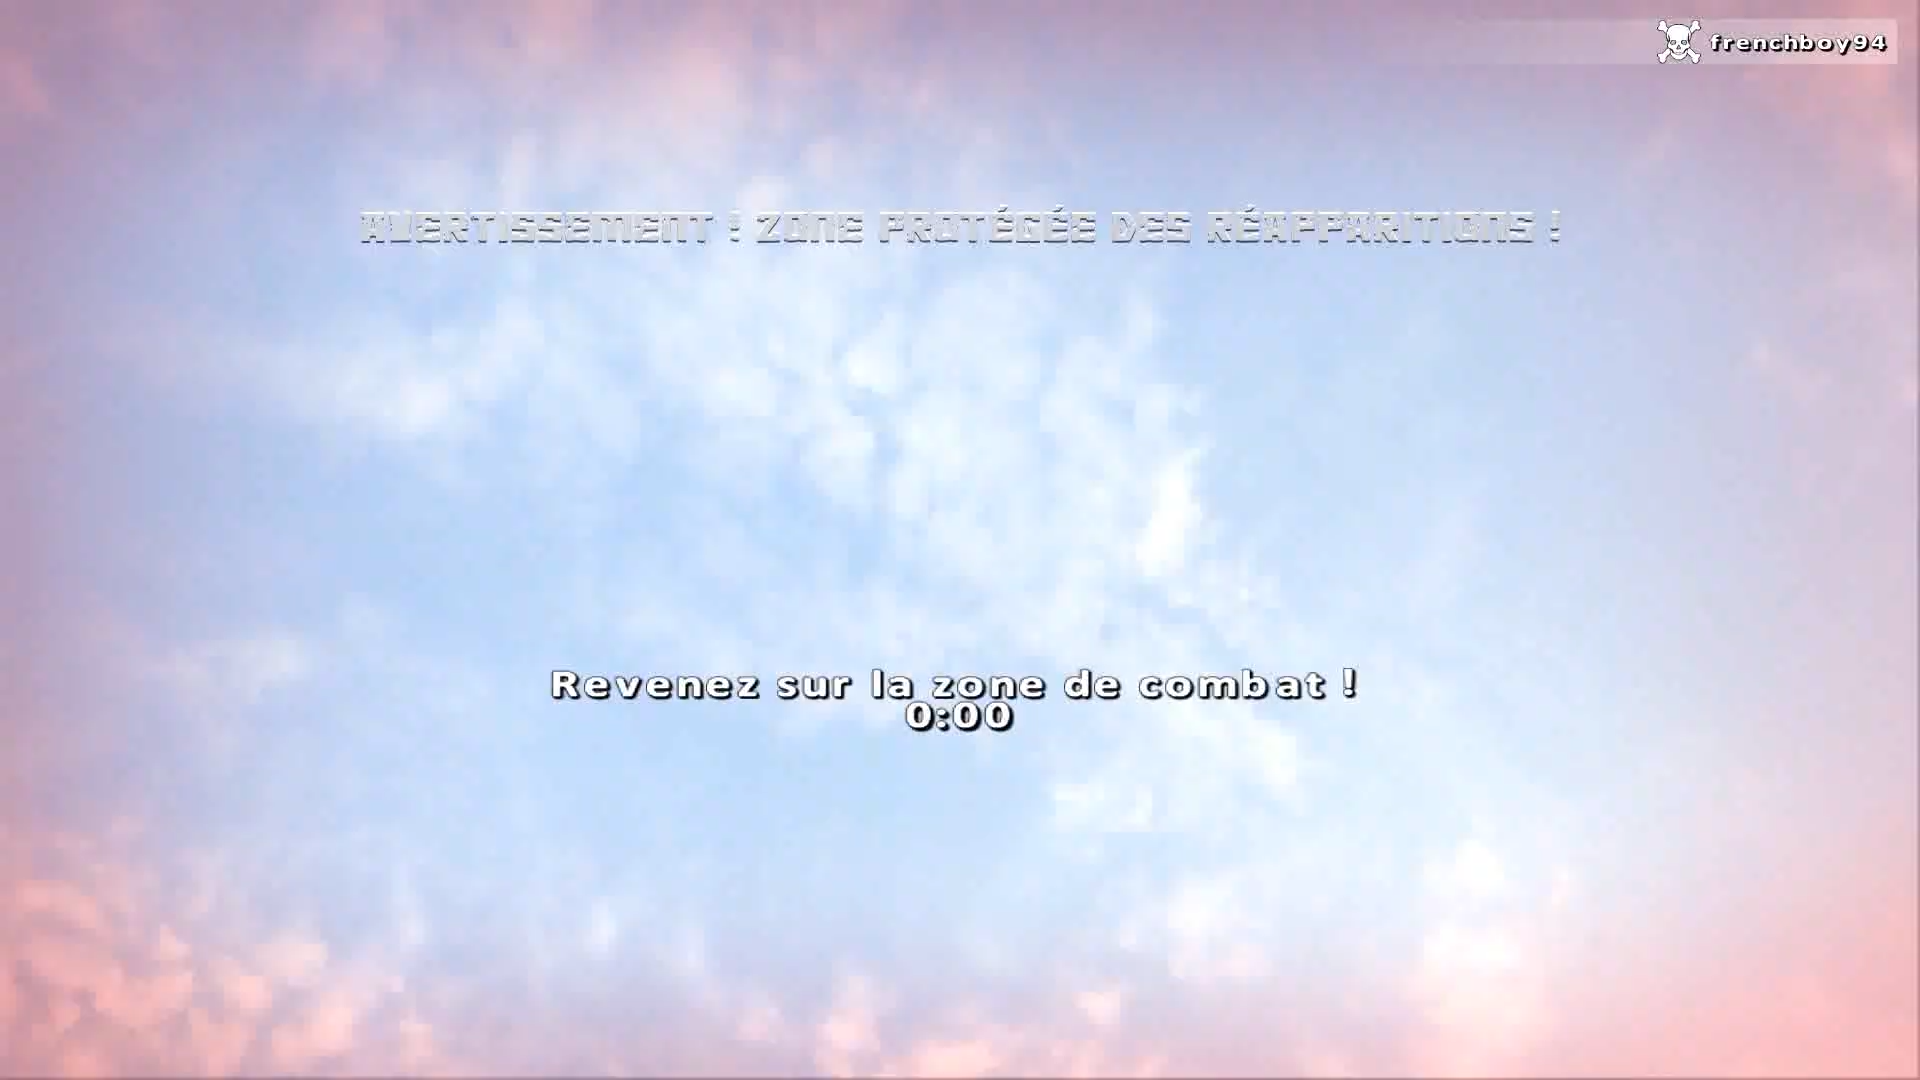 frenchboy94
AVERTISSEMENT ! ZONE PROTÉGÉE DES RÉAPPARITIONS !
Revenez sur la zone de combat !
0:00